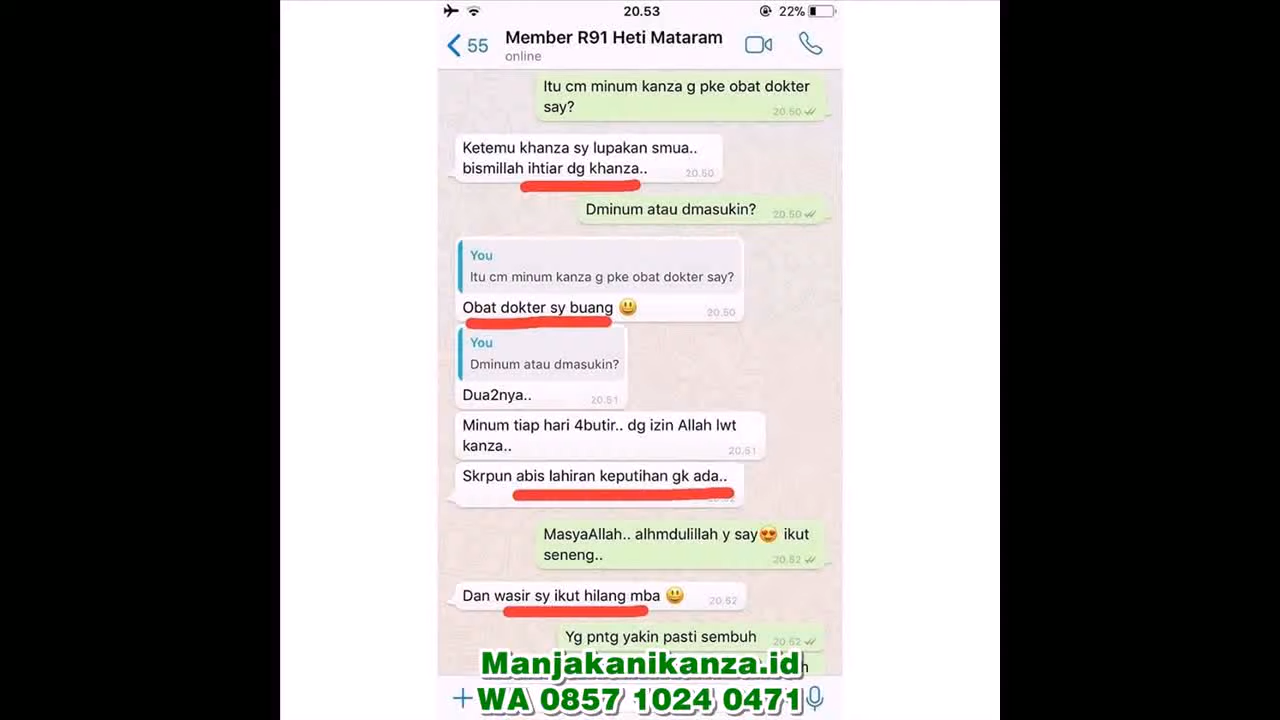 20.53
22%
55
Member R91 Heti Mataram
online
Itu cm minum kanza g pke obat dokter
say?
20.50
Ketemu khanza sy lupakan smua..
bismillah ihtiar dg khanza..
20.50
Dminum atau dmasukin?
20.50
You
Itu cm minum kanza g pke obat dokter say?
Obat dokter sy buang 😃
20.50
You
Dminum atau dmasukin?
Dua2nya..
20.51
Minum tiap hari 4butir.. dg izin Allah lwt
kanza..
20.51
Skrpun abis lahiran keputihan gk ada..
MasyaAllah.. alhmdulillah y say😍 ikut
seneng..
20.52
Dan wasir sy ikut hilang mba 😃
20.52
Yg pntg yakin pasti sembuh
20.52
Manjakanikanza.id
WA 0857 1024 0471